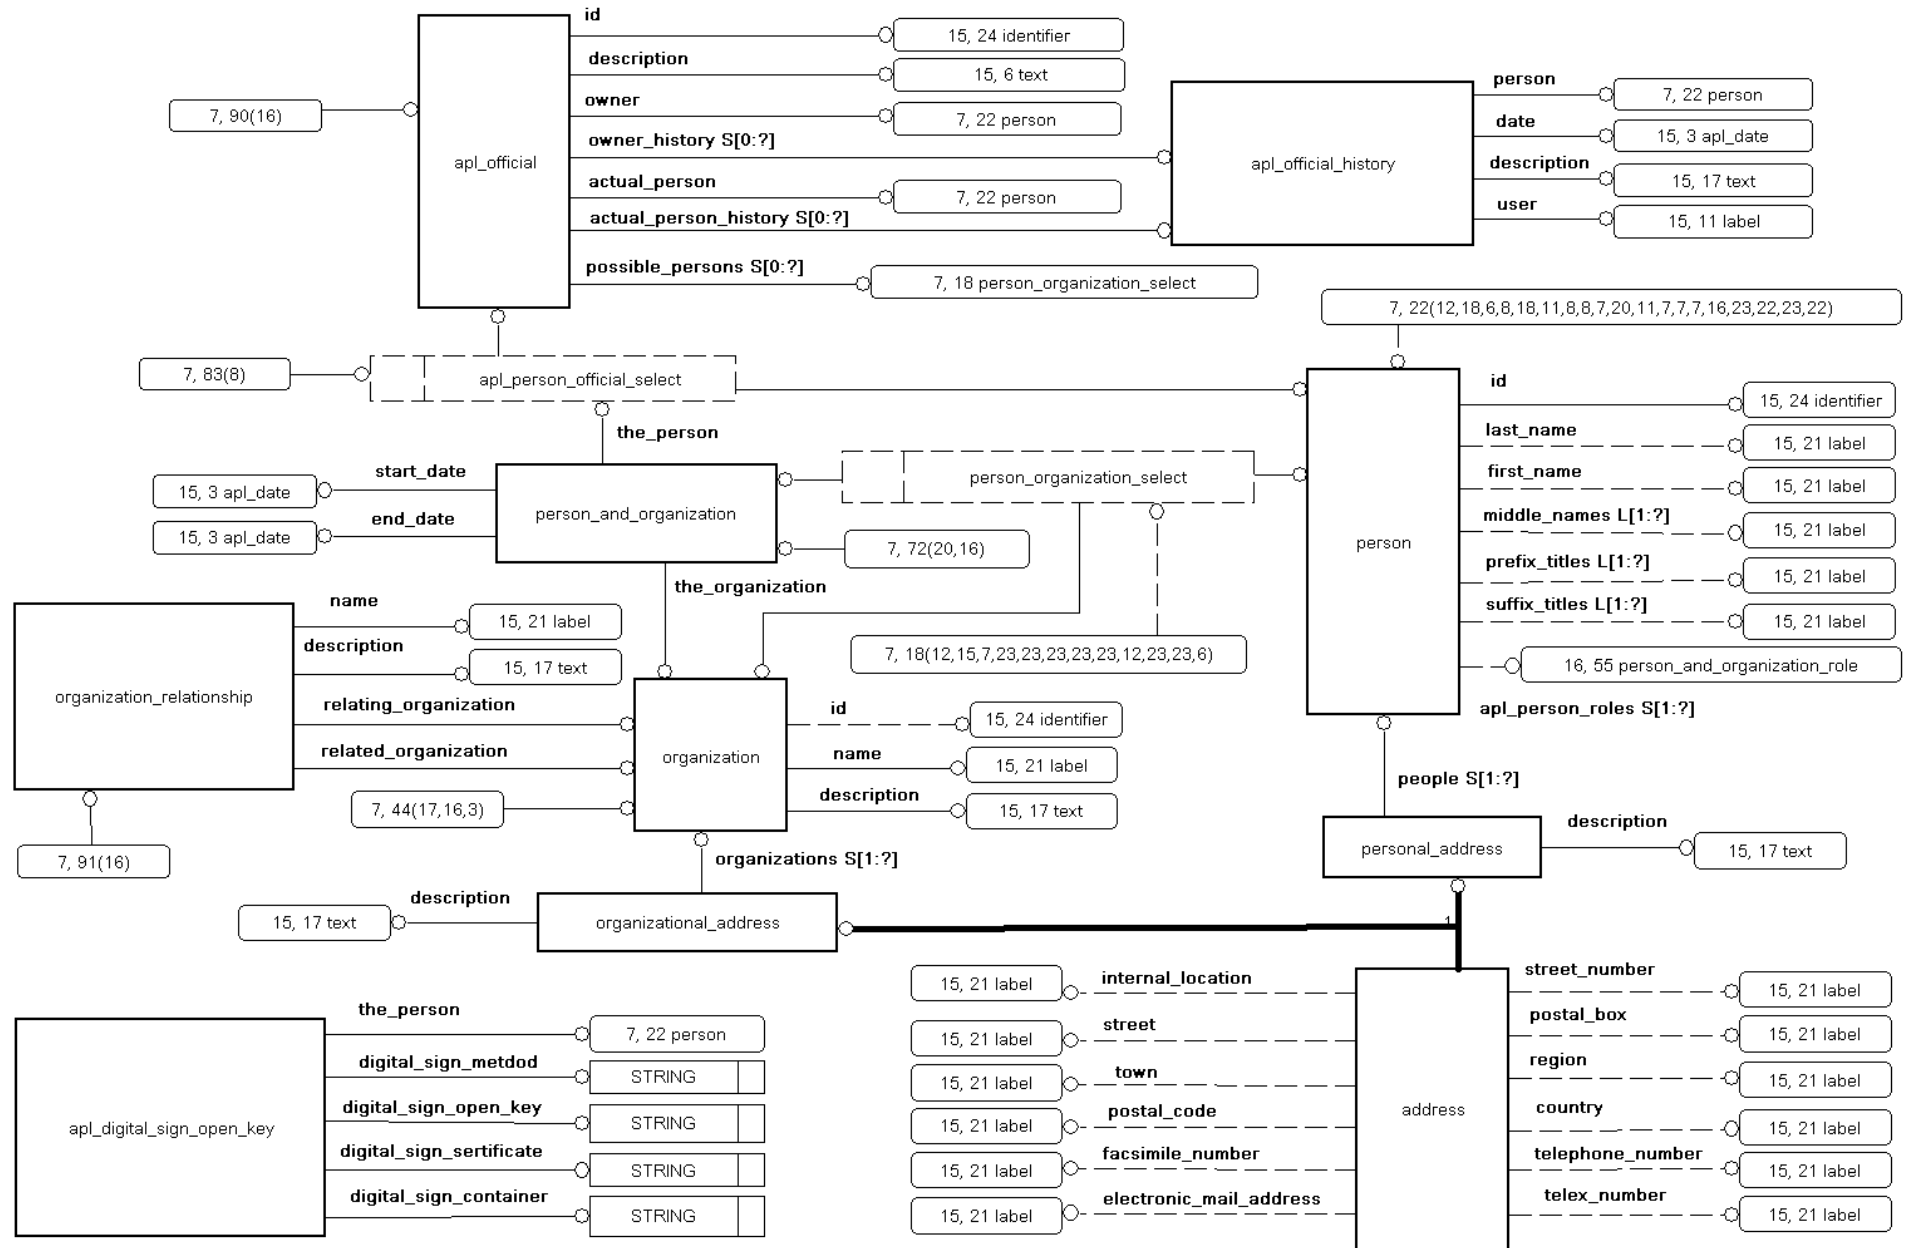 id
15, 24 identifier
description
15, 6 text
owner
7, 22 person
owner_history S[0:?]
actual_person
7, 22 person
actual_person_history S[0:?]
possible_persons S[0:?]
7, 18 person_organization_select
7, 90(16)
apl_official
apl_official_history
person
7, 22 person
date
15, 3 apl_date
description
15, 17 text
user
15, 11 label
7, 22(12,18,6,8,18,11,8,8,7,20,11,7,7,7,16,23,22,23,22)
7, 83(8)
apl_person_official_select
the_person
start_date
15, 3 apl_date
end_date
15, 3 apl_date
person_and_organization
person_organization_select
7, 72(20,16)
the_organization
7, 18(12,15,7,23,23,23,23,23,12,23,23,6)
person
id
15, 24 identifier
last_name
15, 21 label
first_name
15, 21 label
middle_names L[1:?]
15, 21 label
prefix_titles L[1:?]
15, 21 label
suffix_titles L[1:?]
15, 21 label
16, 55 person_and_organization_role
apl_person_roles S[1:?]
organization_relationship
name
15, 21 label
description
15, 17 text
relating_organization
related_organization
7, 44(17,16,3)
7, 91(16)
organization
id
15, 24 identifier
name
15, 21 label
description
15, 17 text
organizations S[1:?]
people S[1:?]
personal_address
description
15, 17 text
description
15, 17 text
organizational_address
1
apl_digital_sign_open_key
the_person
7, 22 person
digital_sign_metdod
STRING
digital_sign_open_key
STRING
digital_sign_sertificate
STRING
digital_sign_container
STRING
address
15, 21 label
internal_location
15, 21 label
street
15, 21 label
town
15, 21 label
postal_code
15, 21 label
facsimile_number
15, 21 label
electronic_mail_address
street_number
15, 21 label
postal_box
15, 21 label
region
15, 21 label
country
15, 21 label
telephone_number
15, 21 label
telex_number
15, 21 label